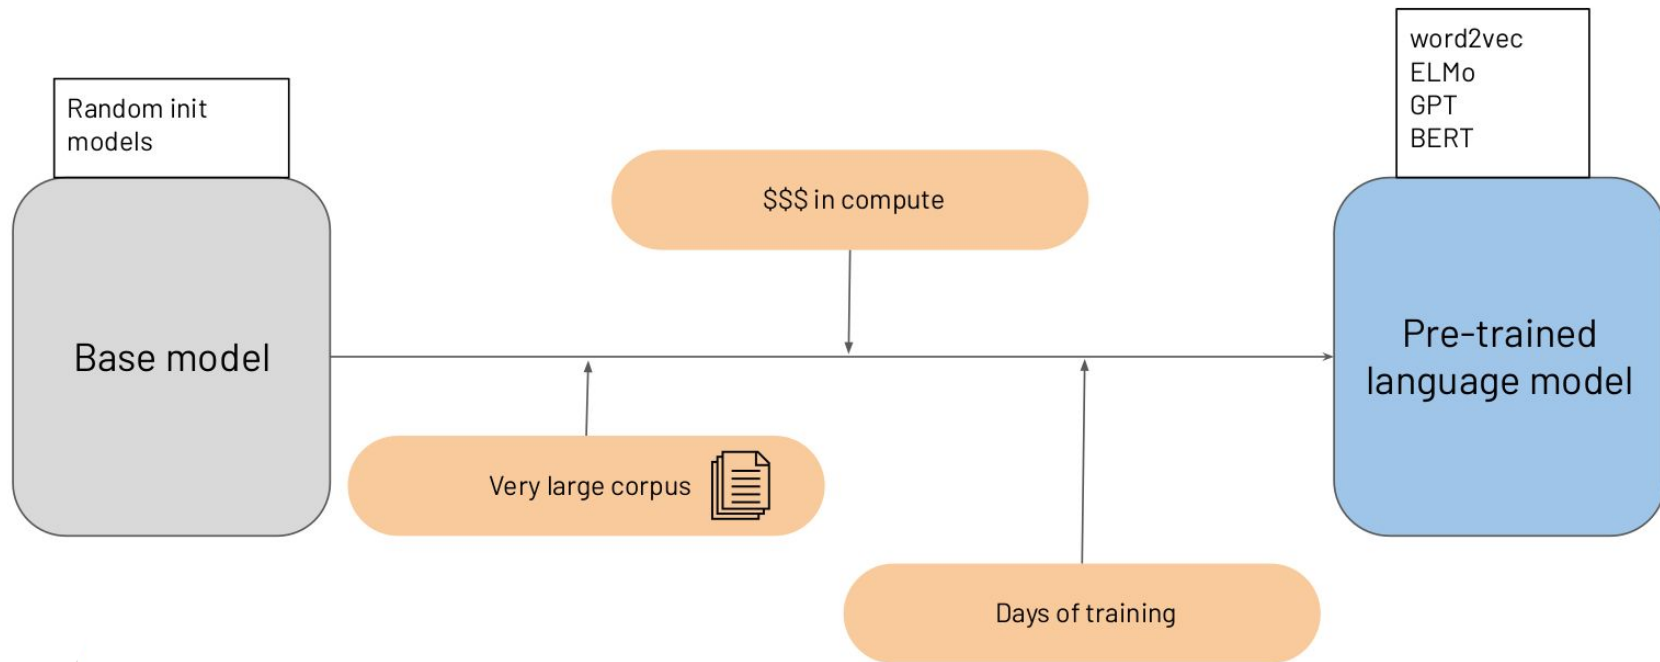 Random init
models
Base model
$$$ in compute
Very large corpus
Days of training
word2vec
ELMo
GPT
BERT
Pre-trained
language model